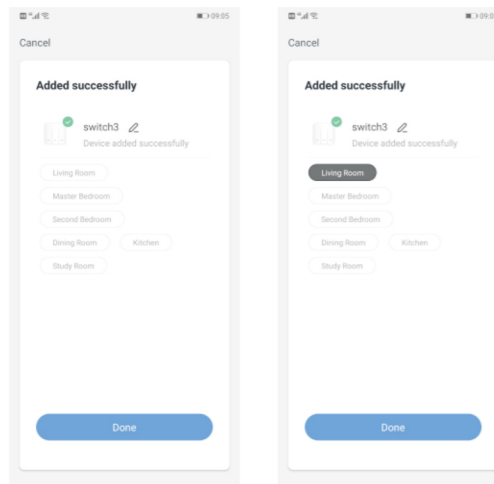 09:05
Cancel
Added successfully
switch3
Device added successfully
Living Room
Master Bedroom
Second Bedroom
Dining Room Kitchen
Study Room
Done
09:0
Cancel
Added successfully
switch3
Device added successfully
Living Room
Master Bedroom
Second Bedroom
Dining Room Kitchen
Study Room
Done